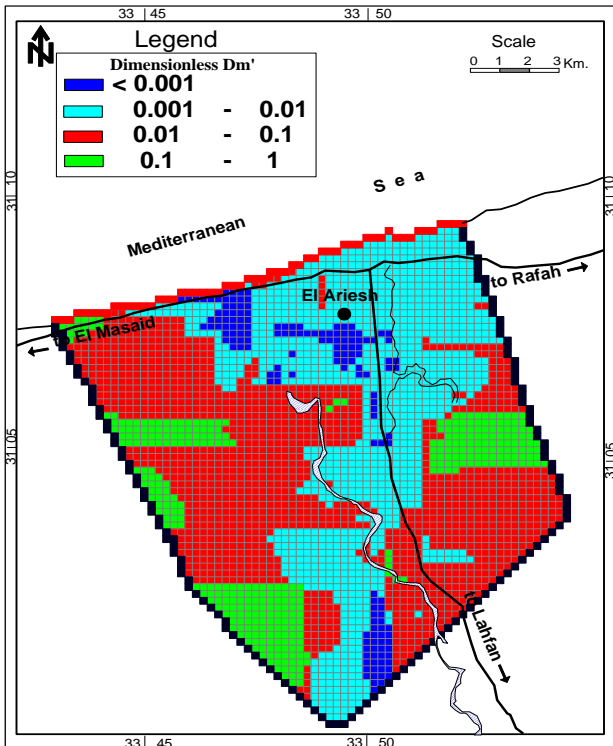 33 45
33 50
N
Legend
Dimensionless Dm'
< 0.001
0.001 - 0.01
0.01 - 0.1
0.1 - 1
Scale
0 1 2 3 Km.
31 10
31 10
Mediterranean Sea
to Rafah
El Ariesh
to El Masaid
31 05
31 05
to Lahfan
33 45
33 50